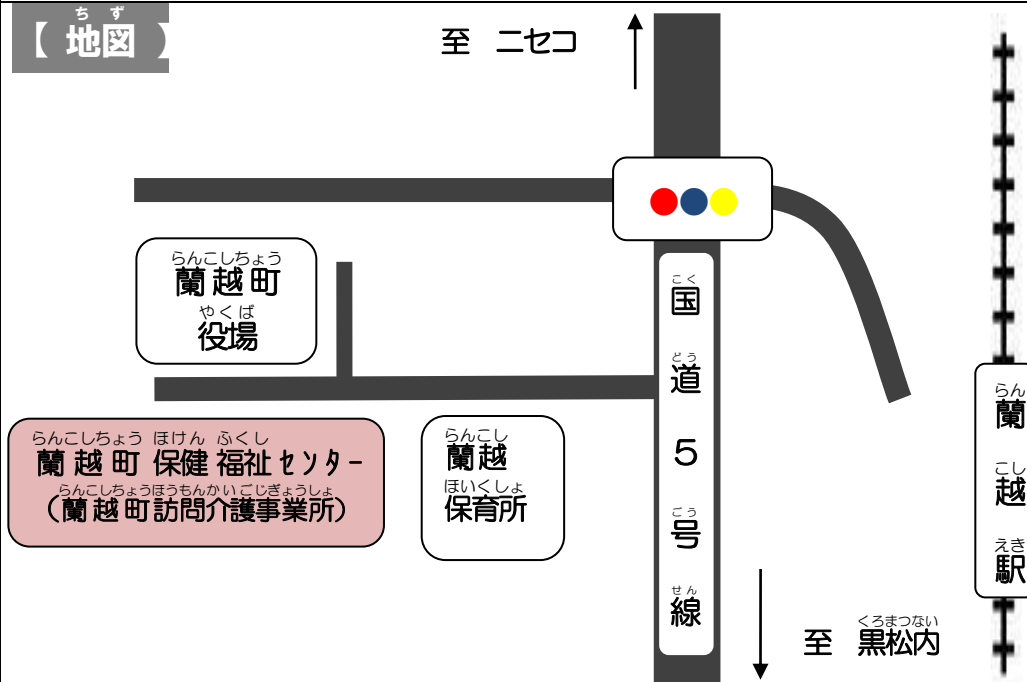 ちず
【 地図 】
至 ニセコ
らんこしちょう
蘭越町
やくば
役場
こく
国
どう
道
5
ごう
号
せん
線
らんこしちょう ほけん ふくし
蘭越町 保健 福祉 センター
らんこしちょうほうもんかいごじぎょうしょ
(蘭越町訪問介護事業所)
らんこし
蘭越
ほいくしょ
保育所
らん
蘭
こし
越
えき
駅
くろまつない
至 黒松内